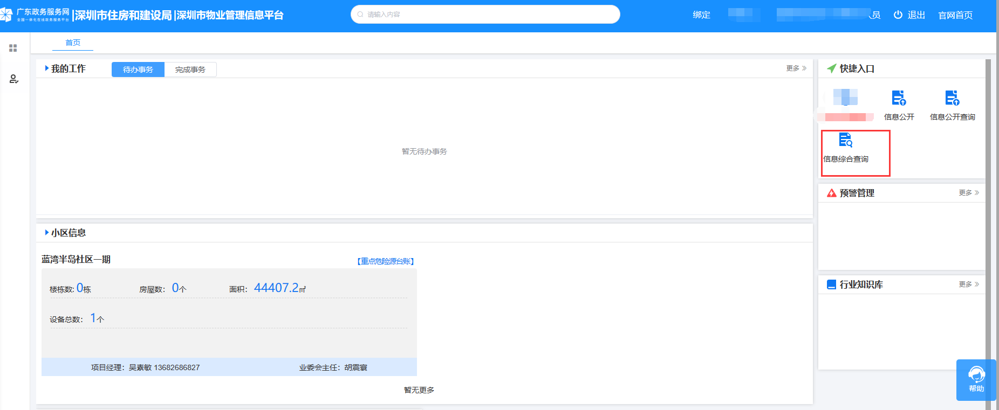 广东政务服务网
全国一体化在线政务服务平台
|深圳市住房和建设局|深圳市物业管理信息平台
请输入内容
绑定
员
退出
官网首页
首页
我的工作
待办事务
完成事务
更多
暂无待办事务
快捷入口
信息公开
信息公开查询
信息综合查询
预警管理
更多
行业知识库
更多
小区信息
蓝湾半岛社区一期
【重点危险源台账】
楼栋数: 0栋
房屋数： 0个
面积： 44407.2㎡
设备总数： 1个
项目经理：吴素敏 13682686827
业委会主任：胡震寰
暂无更多
帮助